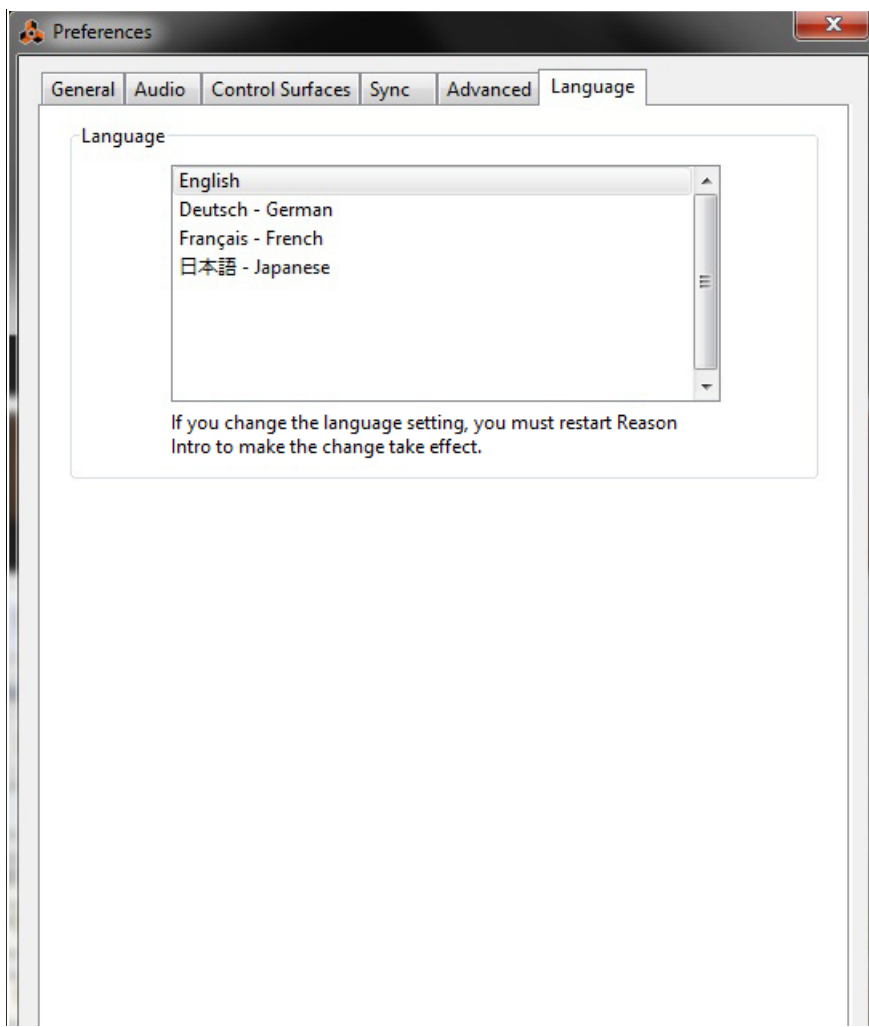 Preferences
General Audio Control Surfaces Sync Advanced Language
Language
English
Deutsch - German
Français - French
日本語 - Japanese
If you change the language setting, you must restart Reason
Intro to make the change take effect.